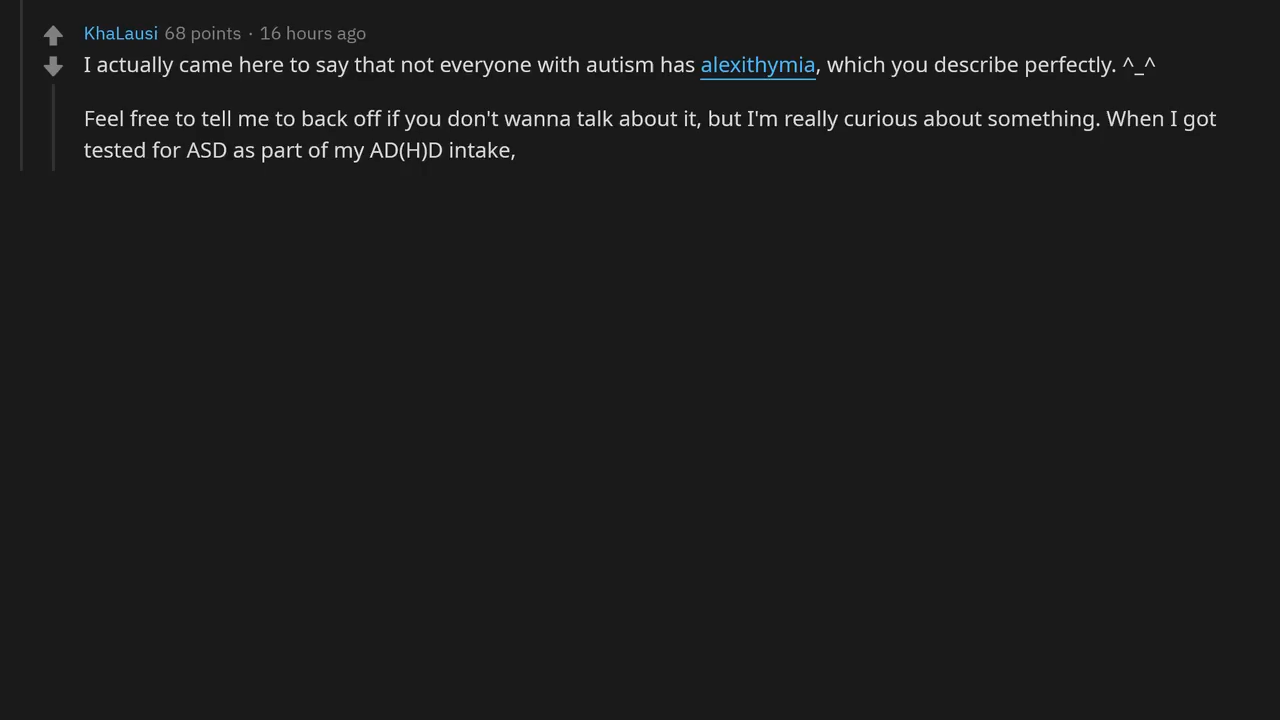 KhaLausi 68 points · 16 hours ago
I actually came here to say that not everyone with autism has alexithymia, which you describe perfectly. ^_^
Feel free to tell me to back off if you don't wanna talk about it, but I'm really curious about something. When I got
tested for ASD as part of my AD(H)D intake,